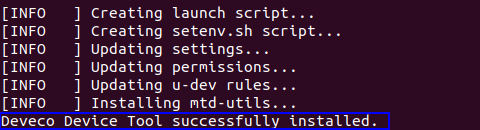 [INFO   ] Creating launch script...
[INFO   ] Creating setenv.sh script...
[INFO   ] Updating settings...
[INFO   ] Updating permissions...
[INFO   ] Updating u-dev rules...
[INFO   ] Installing mtd-utils...
Deveco Device Tool successfully installed.